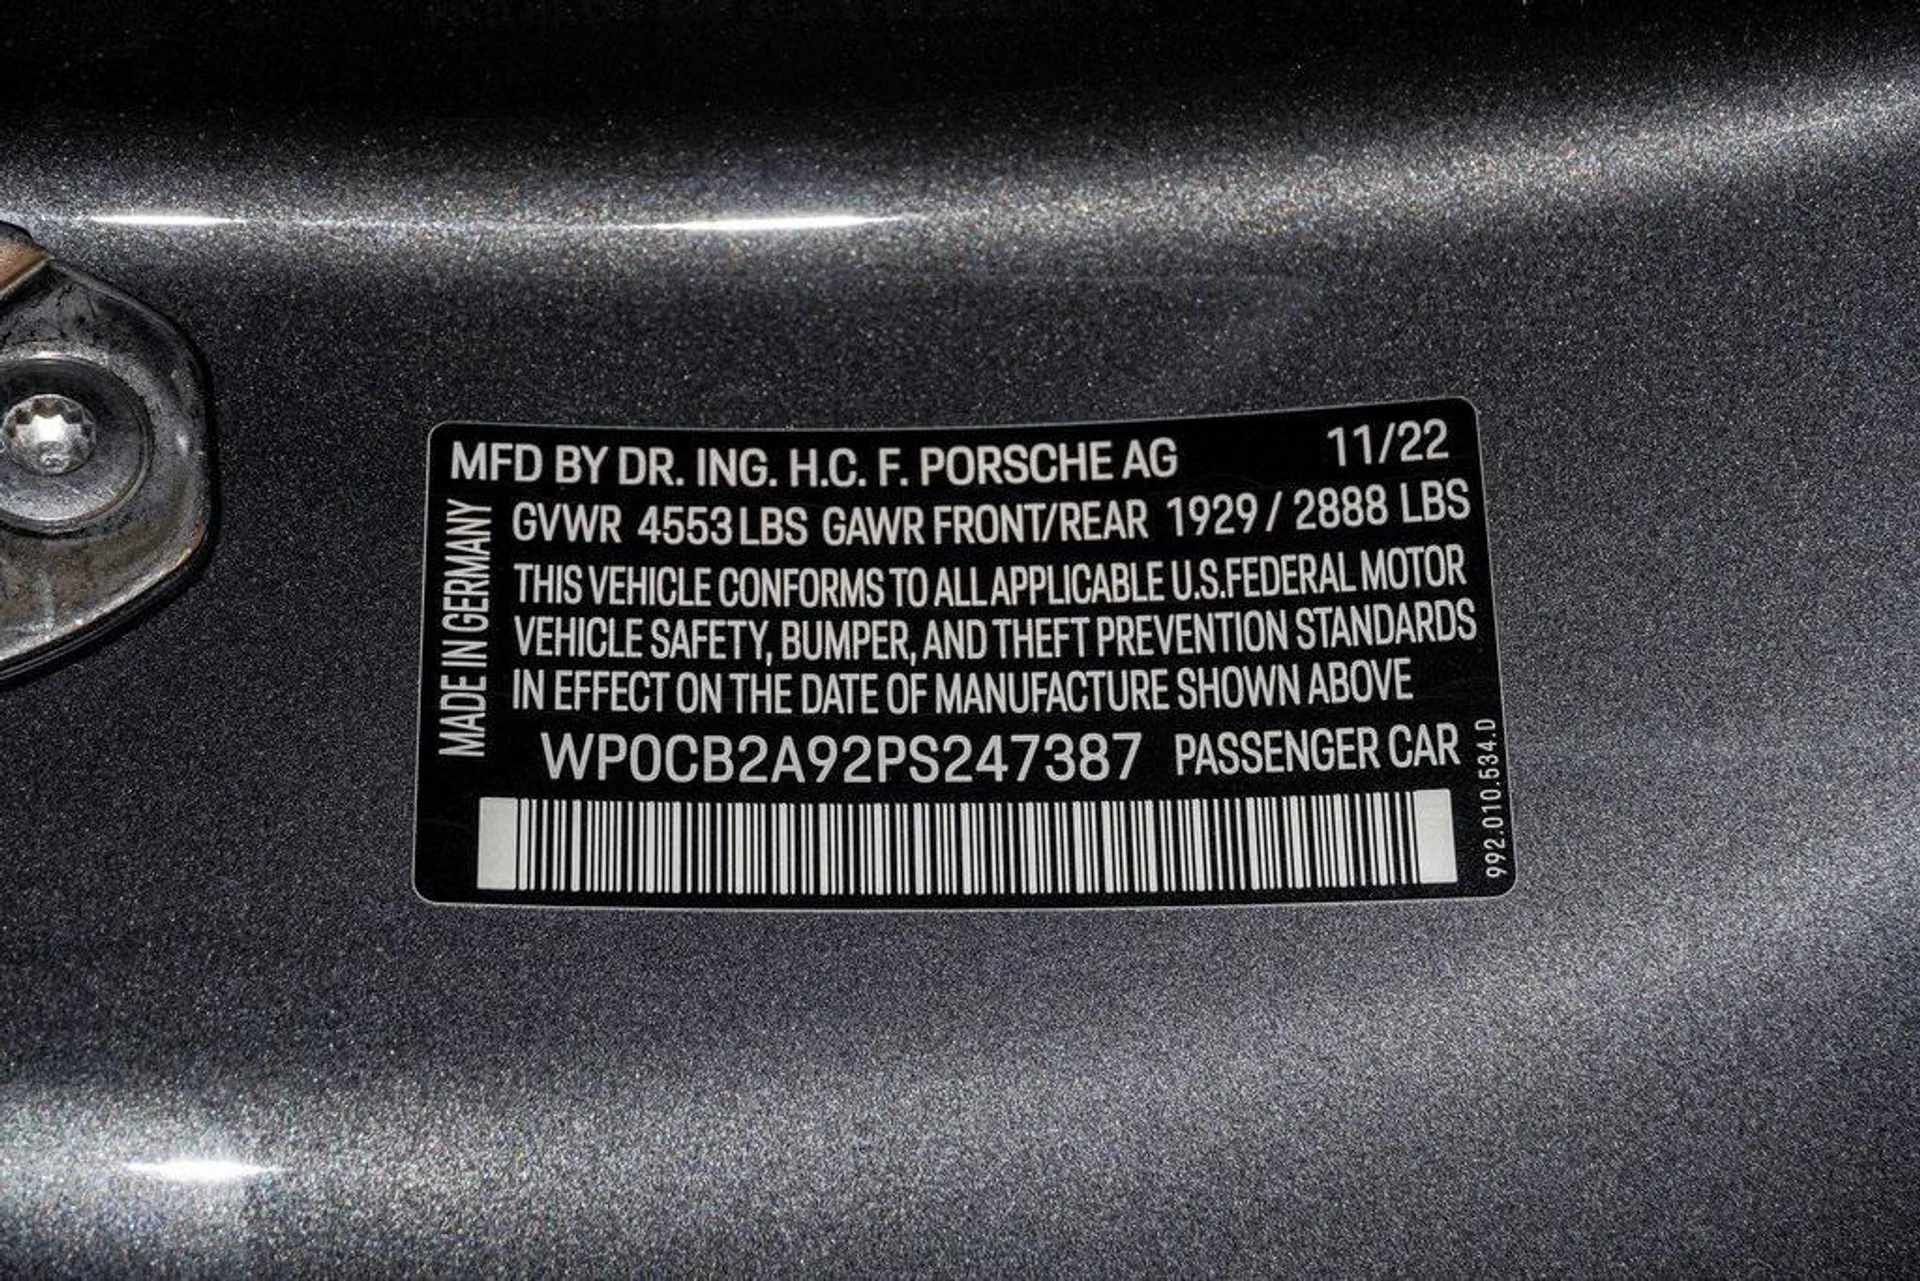 MFD BY DR. ING. H.C. F. PORSCHE AG 11/22
GVWR 4553 LBS GAWR FRONT/REAR 1929 / 2888 LBS
THIS VEHICLE CONFORMS TO ALL APPLICABLE U.S.FEDERAL MOTOR
VEHICLE SAFETY, BUMPER, AND THEFT PREVENTION STANDARDS
IN EFFECT ON THE DATE OF MANUFACTURE SHOWN ABOVE
WP0CB2A92PS247387 PASSENGER CAR
MADE IN GERMANY
992.010.534.D